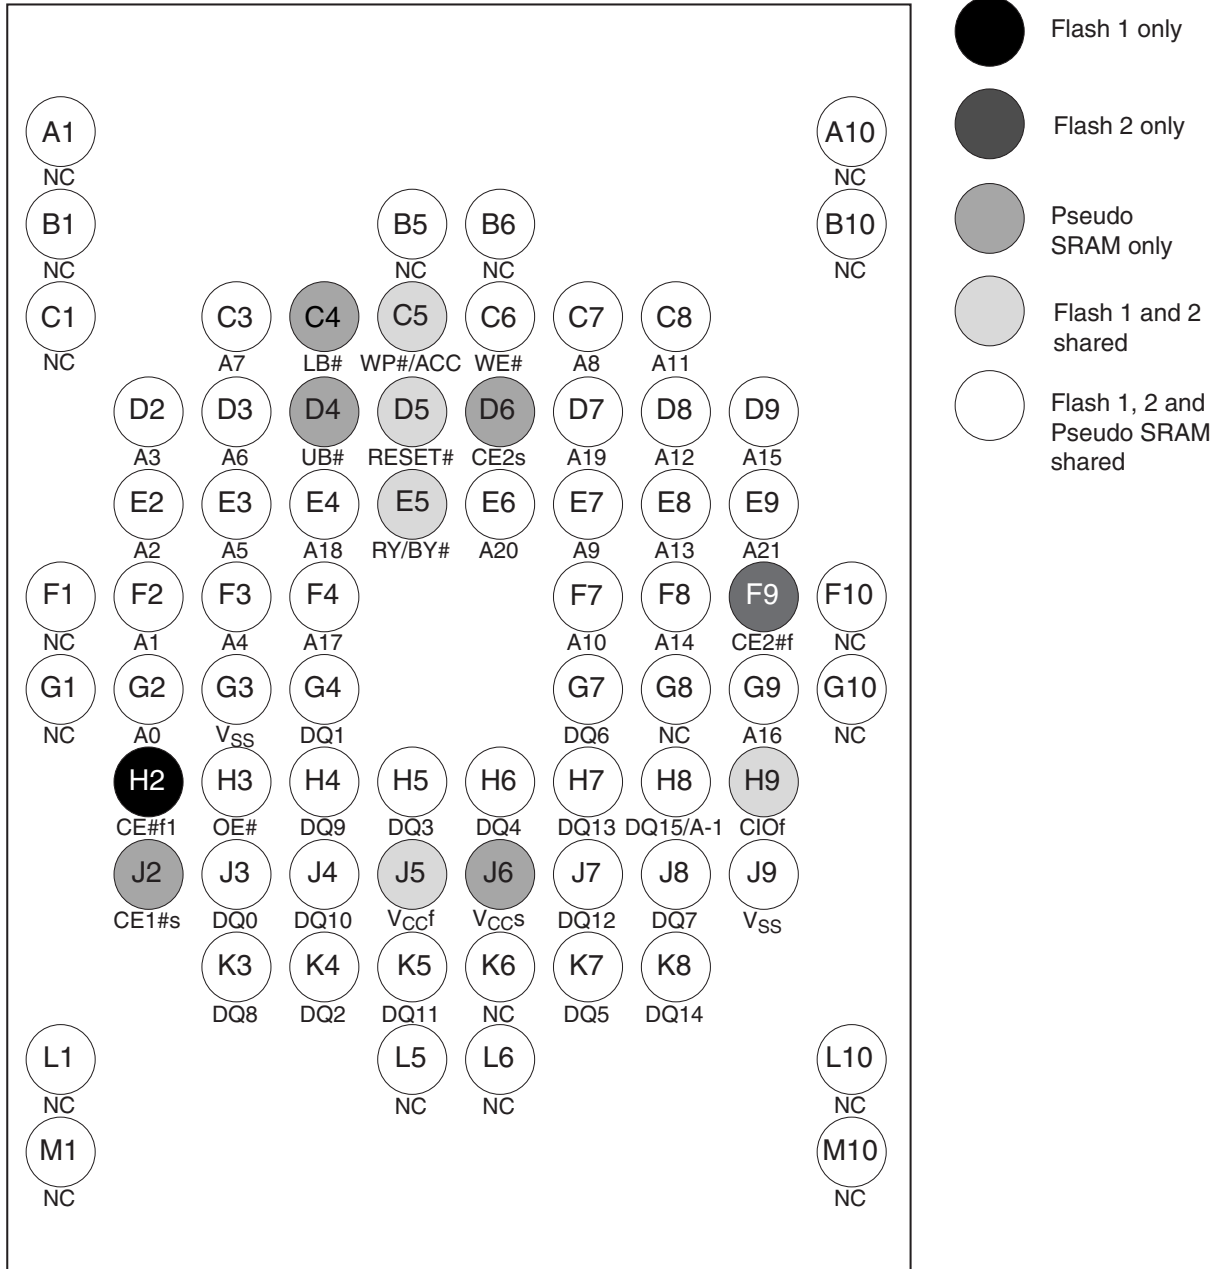 A1 A10
NC NC
B1 B5 B6 B10
NC NC NC NC
C1 C3 C4 C5 C6 C7 C8
NC A7 LB# WP#/ACC WE# A8 A11
D2 D3 D4 D5 D6 D7 D8 D9
A3 A6 UB# RESET# CE2s A19 A12 A15
E2 E3 E4 E5 E6 E7 E8 E9
A2 A5 A18 RY/BY# A20 A9 A13 A21
F1 F2 F3 F4 F7 F8 F9 F10
NC A1 A4 A17 A10 A14 CE2#f NC
G1 G2 G3 G4 G7 G8 G9 G10
NC A0 VSS DQ1 DQ6 NC A16 NC
H2 H3 H4 H5 H6 H7 H8 H9
CE#f1 OE# DQ9 DQ3 DQ4 DQ13 DQ15/A-1 CIOf
J2 J3 J4 J5 J6 J7 J8 J9
CE1#s DQ0 DQ10 VCCf VCCs DQ12 DQ7 VSS
K3 K4 K5 K6 K7 K8
DQ8 DQ2 DQ11 NC DQ5 DQ14
L1 L5 L6 L10
NC NC NC NC
M1 M10
NC NC
Flash 1 only
Flash 2 only
Pseudo
SRAM only
Flash 1 and 2
shared
Flash 1, 2 and
Pseudo SRAM
shared